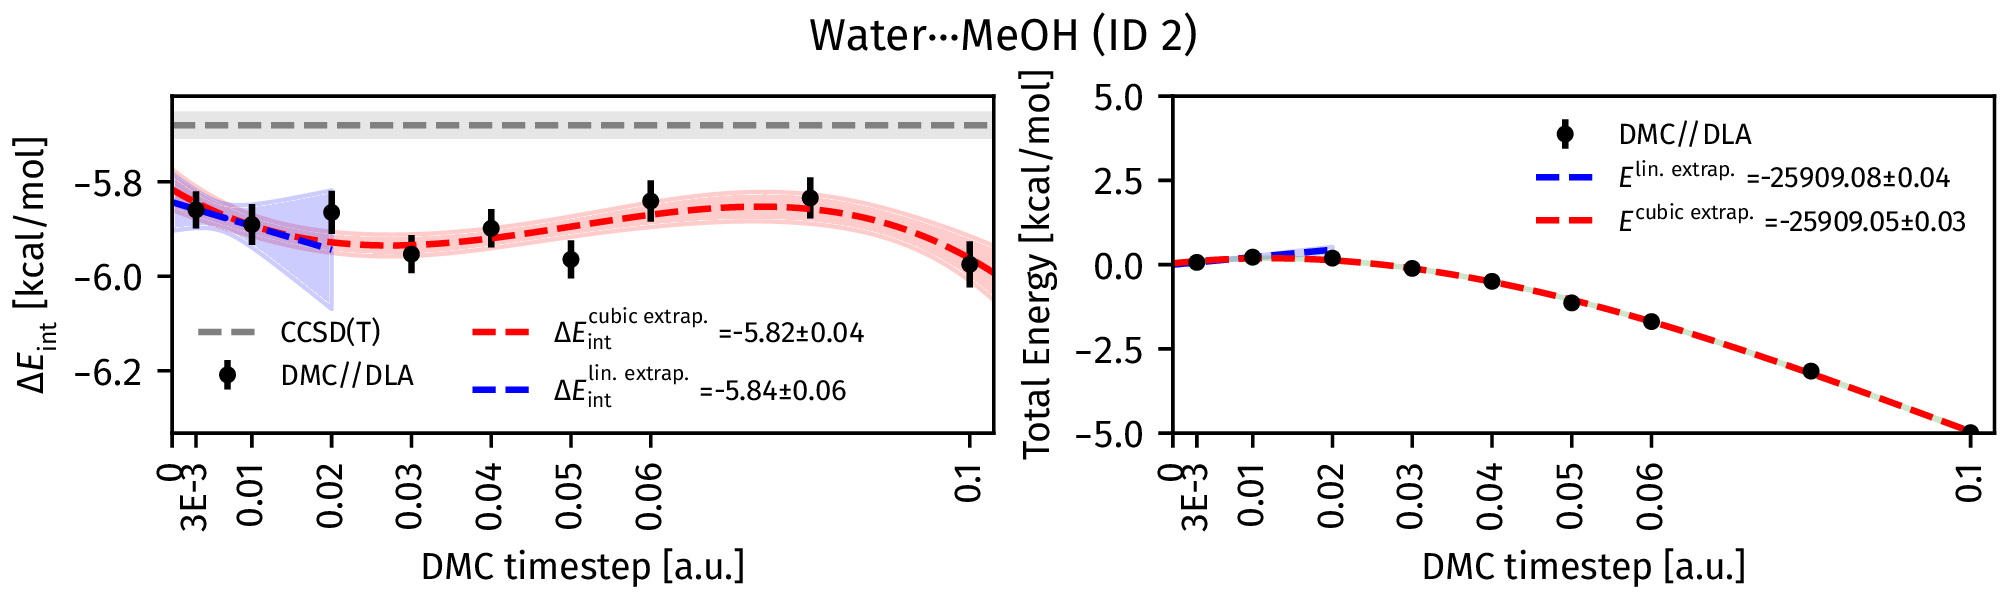 Water···MeOH (ID 2)
ΔE_int [kcal/mol]
−5.8
−6.0
−6.2
CCSD(T)
DMC//DLA
ΔE_int^cubic extrap. =-5.82±0.04
ΔE_int^lin. extrap. =-5.84±0.06
0
3E-3
0.01
0.02
0.03
0.04
0.05
0.06
0.1
DMC timestep [a.u.]
Total Energy [kcal/mol]
5.0
2.5
0.0
−2.5
−5.0
DMC//DLA
E^lin. extrap. =-25909.08±0.04
E^cubic extrap. =-25909.05±0.03
0
3E-3
0.01
0.02
0.03
0.04
0.05
0.06
0.1
DMC timestep [a.u.]